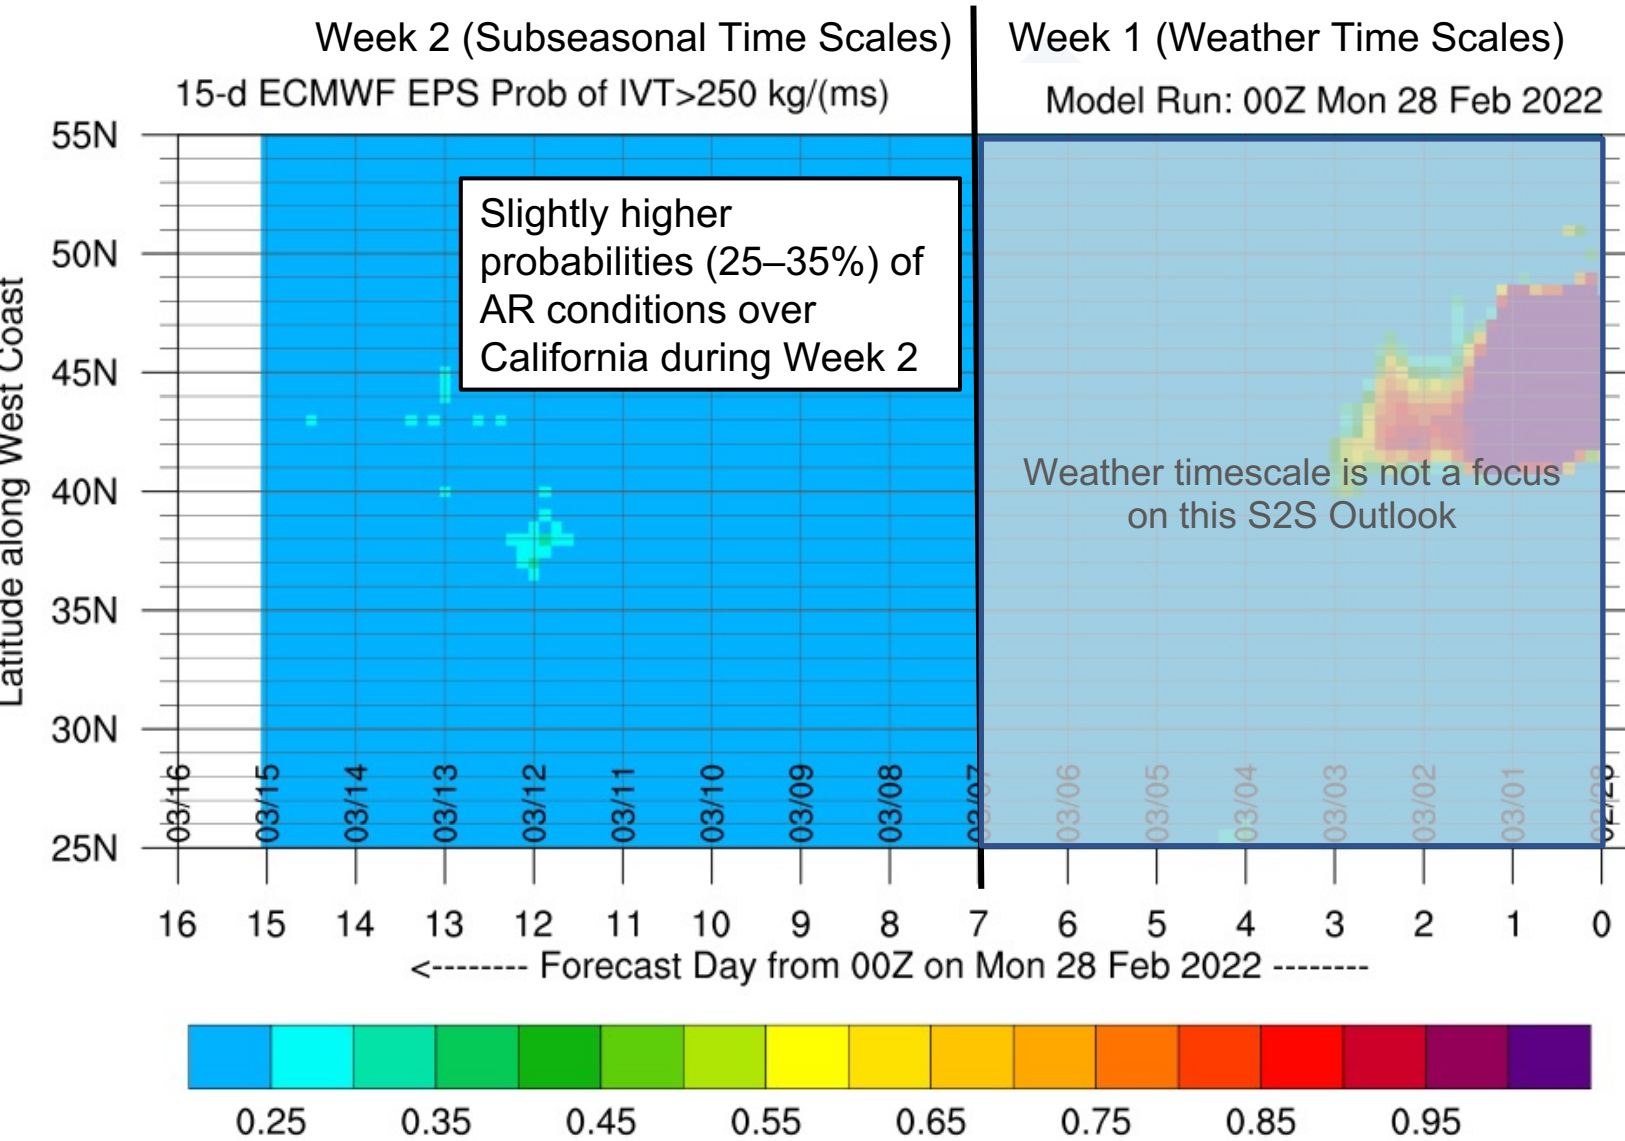 Week 2 (Subseasonal Time Scales)
Week 1 (Weather Time Scales)
15-d ECMWF EPS Prob of IVT>250 kg/(ms)
Model Run: 00Z Mon 28 Feb 2022
55N
50N
45N
40N
35N
30N
25N
Latitude along West Coast
Slightly higher
probabilities (25–35%) of
AR conditions over
California during Week 2
Weather timescale is not a focus
on this S2S Outlook
03/16
03/15
03/14
03/13
03/12
03/11
03/10
03/09
03/08
03/07
03/06
03/05
03/04
03/03
03/02
03/01
02/28
16
15
14
13
12
11
10
9
8
7
6
5
4
3
2
1
0
<-------- Forecast Day from 00Z on Mon 28 Feb 2022 --------
0.25
0.35
0.45
0.55
0.65
0.75
0.85
0.95